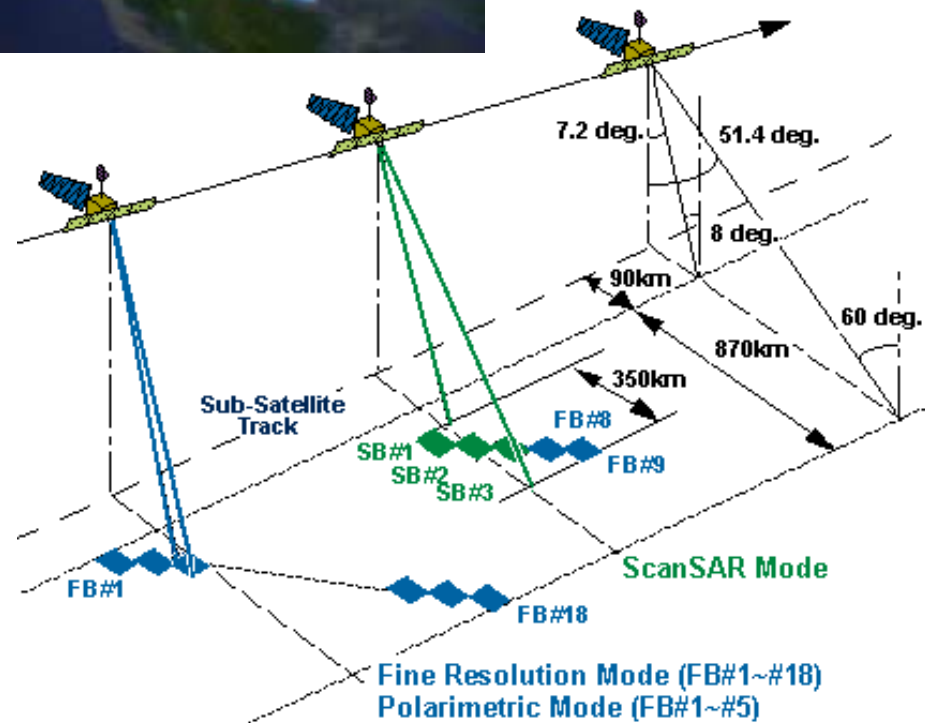 7.2 deg.
51.4 deg.
8 deg.
90km
60 deg.
870km
350km
Sub-Satellite
Track
FB#8
SB#1
SB#2
FB#9
SB#3
ScanSAR Mode
FB#1
FB#18
Fine Resolution Mode (FB#1~#18)
Polarimetric Mode (FB#1~#5)